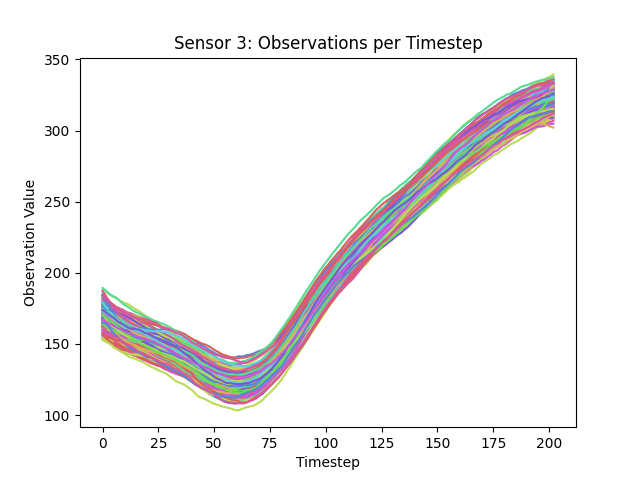 Sensor 3: Observations per Timestep
350
300
250
200
150
100
Observation Value
0 25 50 75 100 125 150 175 200
Timestep